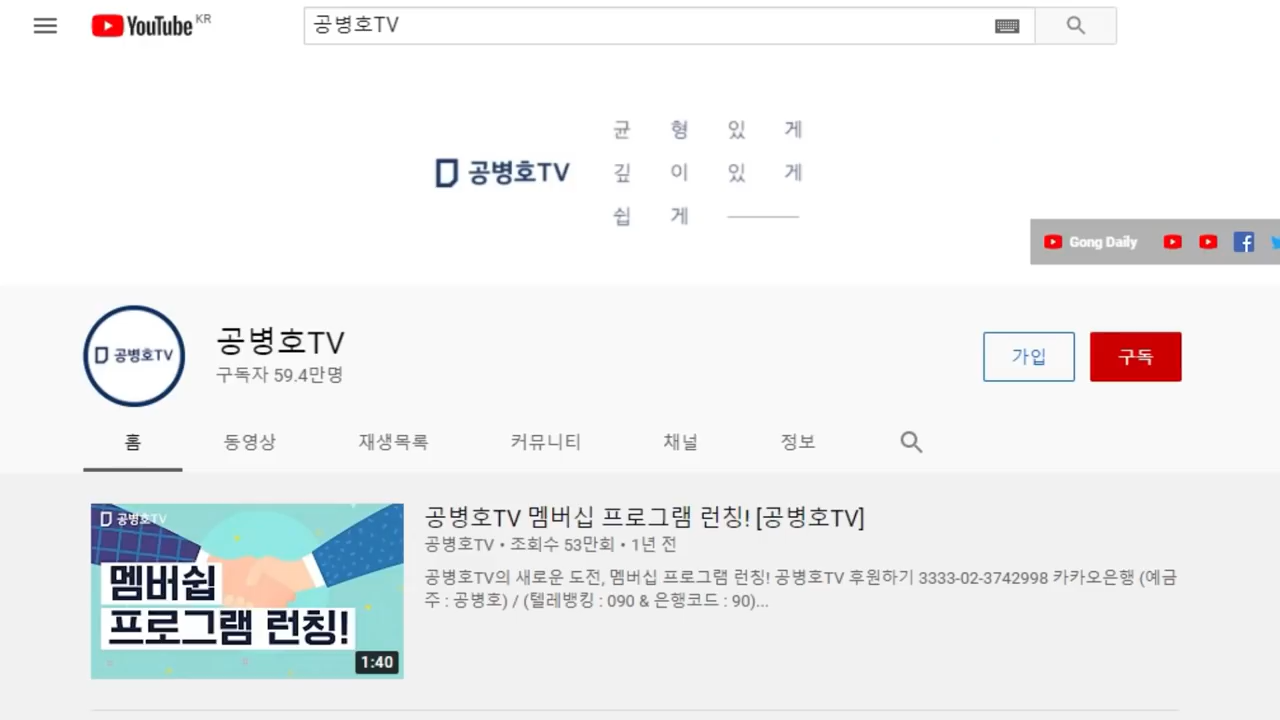 YouTube KR
공병호TV
균 형 있 게
공병호TV
깊 이 있 게
쉽 게
Gong Daily
공병호TV
공병호TV
구독자 59.4만명
가입
구독
홈
동영상
재생목록
커뮤니티
채널
정보
공병호TV
멤버쉽
프로그램 런칭!
1:40
공병호TV 멤버십 프로그램 런칭! [공병호TV]
공병호TV • 조회수 53만회 • 1년 전
공병호TV의 새로운 도전, 멤버십 프로그램 런칭! 공병호TV 후원하기 3333-02-3742998 카카오은행 (예금
주 : 공병호) / (텔레뱅킹 : 090 & 은행코드 : 90)...